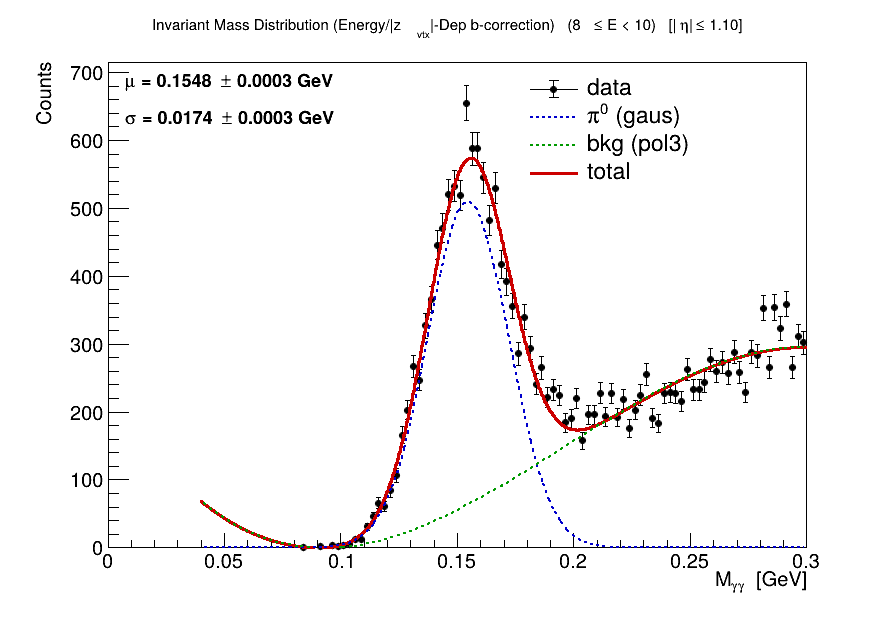 Invariant Mass Distribution (Energy/|z vtx|-Dep b-correction) (8 ≤ E < 10) [|η| ≤ 1.10]
μ = 0.1548 ± 0.0003 GeV
σ = 0.0174 ± 0.0003 GeV
data
π⁰ (gaus)
bkg (pol3)
total
Counts
700
600
500
400
300
200
100
0
0 0.05 0.1 0.15 0.2 0.25 0.3
Mγγ [GeV]